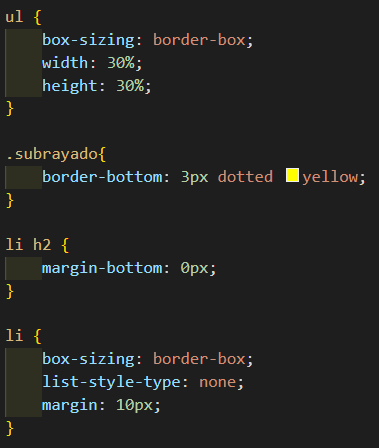 ul {
    box-sizing: border-box;
    width: 30%;
    height: 30%;
}

.subrayado{
    border-bottom: 3px dotted yellow;
}

li h2 {
    margin-bottom: 0px;
}

li {
    box-sizing: border-box;
    list-style-type: none;
    margin: 10px;
}